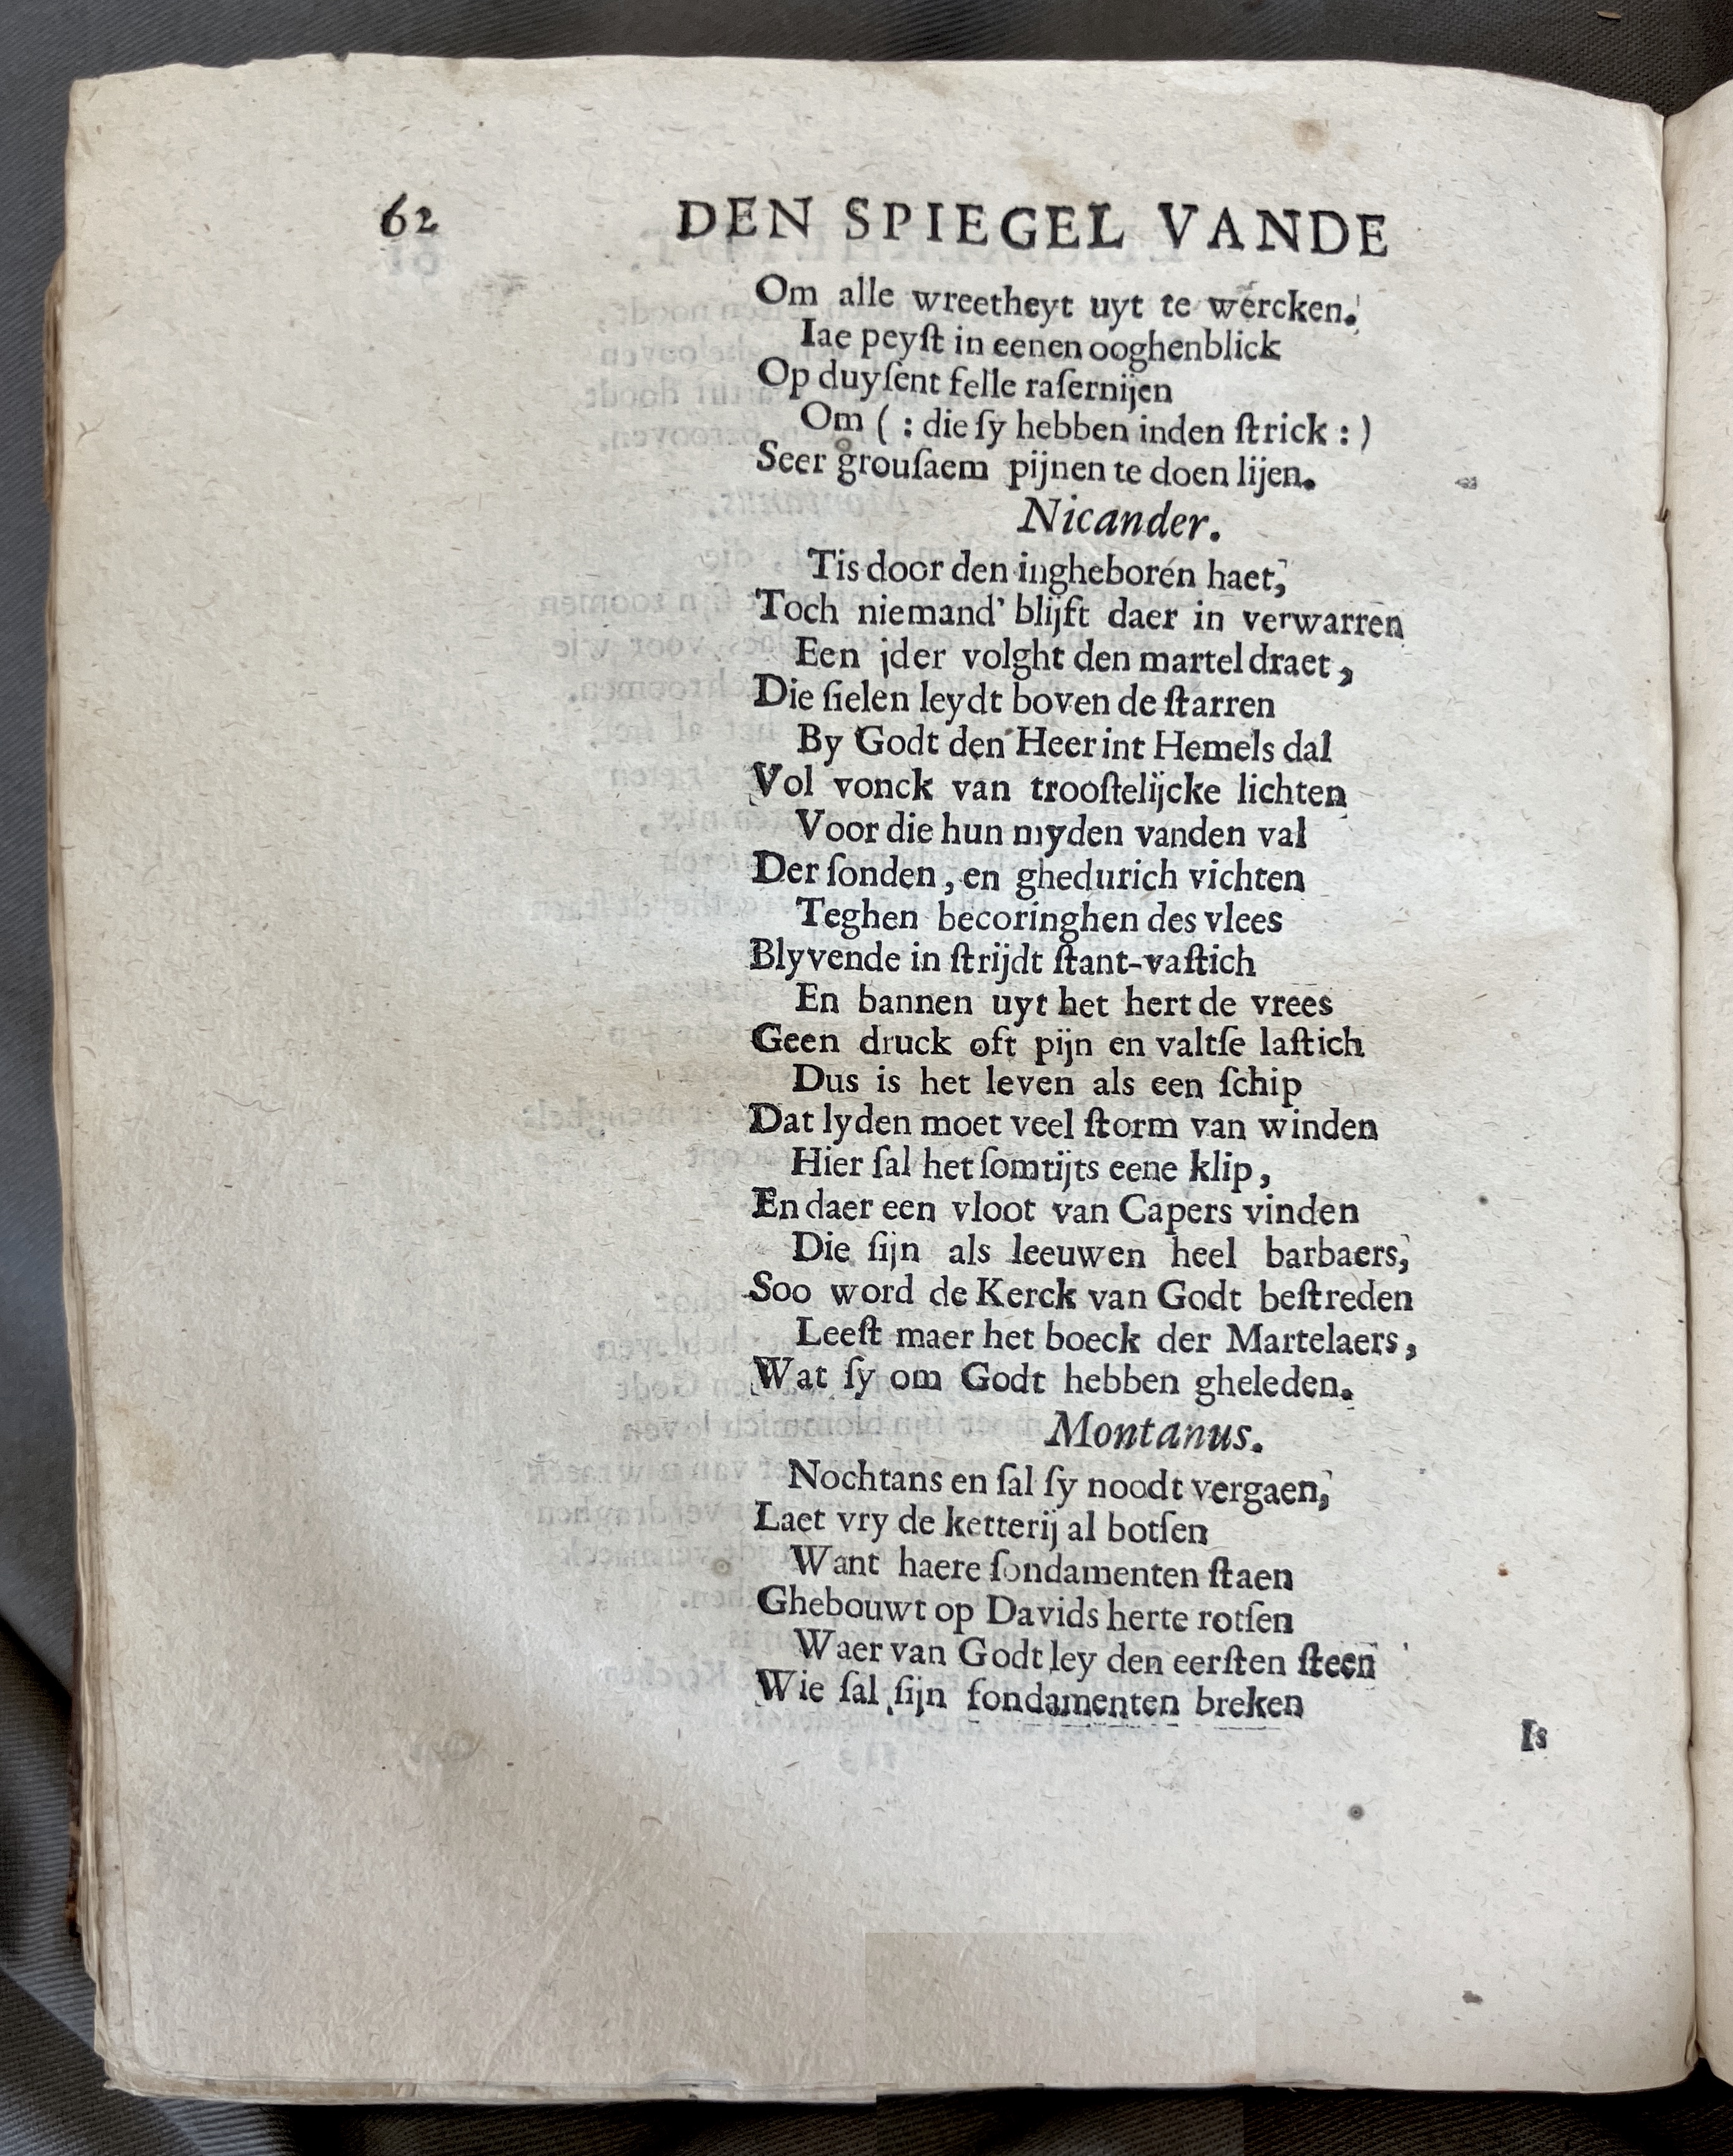 62 DEN SPIEGEL VANDE
Om alle wreetheyt uyt te wercken.
Iae peyſt in eenen ooghenblick
Op duyſent felle raſernijen
Om ( : die ſy hebben inden ſtrick : )
Seer grouſaem pijnen te doen lijen.
Nicander.
Tis door den ingheboren haet,
Toch niemand' blijft daer in verwarren
Een jder volght den martel draet,
Die ſielen leydt boven de ſtarren
By Godt den Heer int Hemels dal
Vol vonck van trooſtelijcke lichten
Voor die hun myden vanden val
Der ſonden, en ghedurich vichten
Teghen becoringhen des vlees
Blyvende in ſtrijdt ſtant-vaſtich
En bannen uyt het hert de vrees
Geen druck oft pijn en valtſe laſtich
Dus is het leven als een ſchip
Dat lyden moet veel ſtorm van winden
Hier ſal het ſomtijts eene klip,
En daer een vloot van Capers vinden
Die ſijn als leeuwen heel barbaers,
Soo word de Kerck van Godt beſtreden
Leeſt maer het boeck der Martelaers,
Wat ſy om Godt hebben gheleden.
Montanus.
Nochtans en ſal ſy noodt vergaen,
Laet vry de ketterij al botſen
Want haere fondamenten ſtaen
Ghebouwt op Davids herte rotſen
Waer van Godt ley den eerſten ſteen
Wie ſal ſijn fondamenten breken
Is